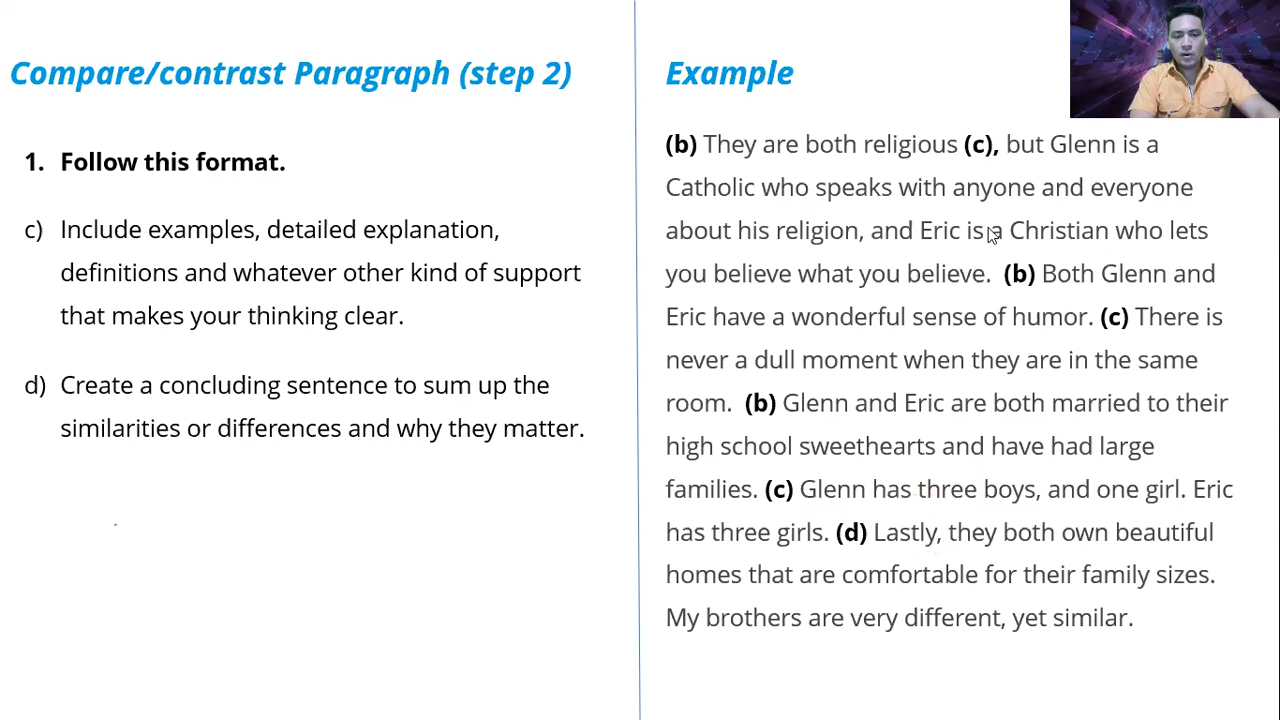 Compare/contrast Paragraph (step 2)
1. Follow this format.
c) Include examples, detailed explanation,
definitions and whatever other kind of support
that makes your thinking clear.
d) Create a concluding sentence to sum up the
similarities or differences and why they matter.
Example
(b) They are both religious (c), but Glenn is a
Catholic who speaks with anyone and everyone
about his religion, and Eric is a Christian who lets
you believe what you believe. (b) Both Glenn and
Eric have a wonderful sense of humor. (c) There is
never a dull moment when they are in the same
room. (b) Glenn and Eric are both married to their
high school sweethearts and have had large
families. (c) Glenn has three boys, and one girl. Eric
has three girls. (d) Lastly, they both own beautiful
homes that are comfortable for their family sizes.
My brothers are very different, yet similar.